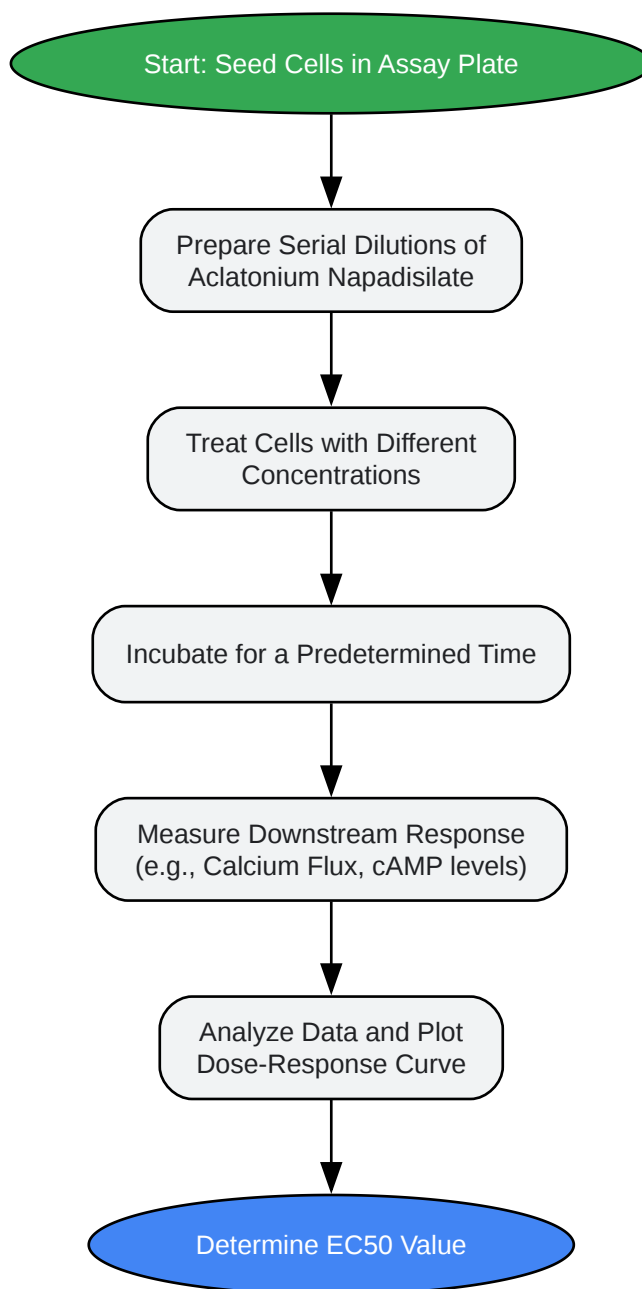 Start: Seed Cells in Assay Plate
Prepare Serial Dilutions of
Aclatonium Napadisilate
Treat Cells with Different
Concentrations
Incubate for a Predetermined Time
Measure Downstream Response
(e.g., Calcium Flux, cAMP levels)
Analyze Data and Plot
Dose-Response Curve
Determine EC50 Value